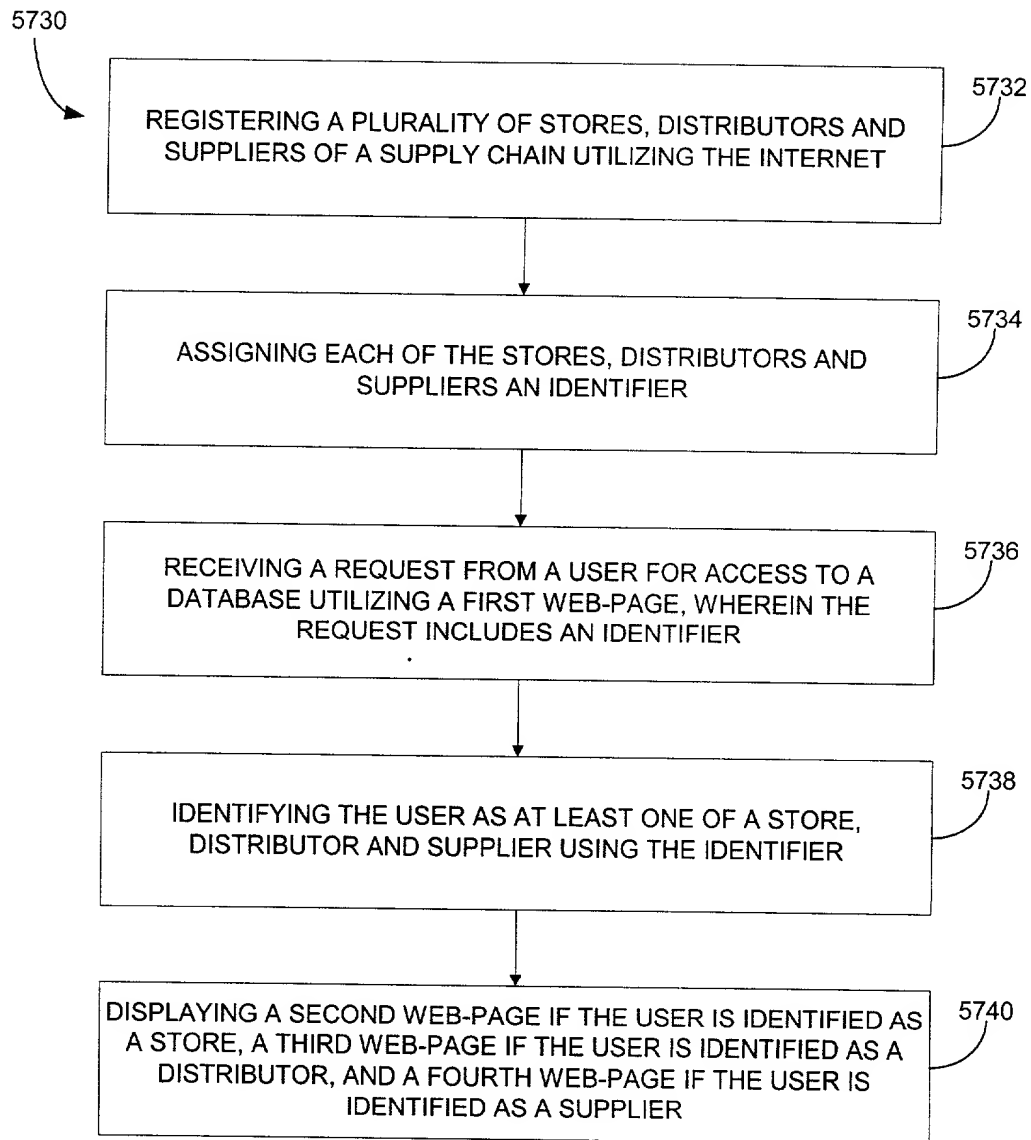 5730
5732
REGISTERING A PLURALITY OF STORES, DISTRIBUTORS AND
SUPPLIERS OF A SUPPLY CHAIN UTILIZING THE INTERNET
5734
ASSIGNING EACH OF THE STORES, DISTRIBUTORS AND
SUPPLIERS AN IDENTIFIER
5736
RECEIVING A REQUEST FROM A USER FOR ACCESS TO A
DATABASE UTILIZING A FIRST WEB-PAGE, WHEREIN THE
REQUEST INCLUDES AN IDENTIFIER
5738
IDENTIFYING THE USER AS AT LEAST ONE OF A STORE,
DISTRIBUTOR AND SUPPLIER USING THE IDENTIFIER
5740
DISPLAYING A SECOND WEB-PAGE IF THE USER IS IDENTIFIED AS
A STORE, A THIRD WEB-PAGE IF THE USER IS IDENTIFIED AS A
DISTRIBUTOR, AND A FOURTH WEB-PAGE IF THE USER IS
IDENTIFIED AS A SUPPLIER